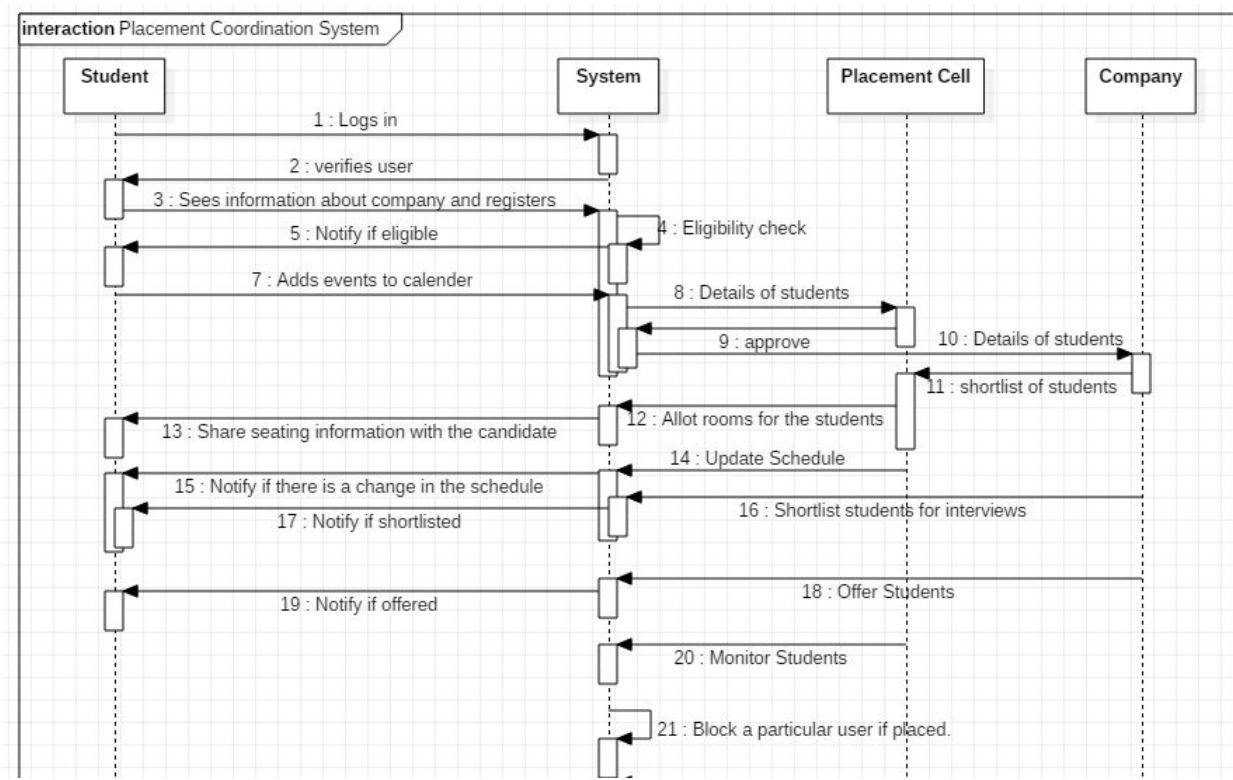 interaction Placement Coordination System
Student
System
Placement Cell
Company
1 : Logs in
2 : verifies user
3 : Sees information about company and registers
4 : Eligibility check
5 : Notify if eligible
7 : Adds events to calender
8 : Details of students
9 : approve
10 : Details of students
11 : shortlist of students
12 : Allot rooms for the students
13 : Share seating information with the candidate
14 : Update Schedule
15 : Notify if there is a change in the schedule
16 : Shortlist students for interviews
17 : Notify if shortlisted
18 : Offer Students
19 : Notify if offered
20 : Monitor Students
21 : Block a particular user if placed.